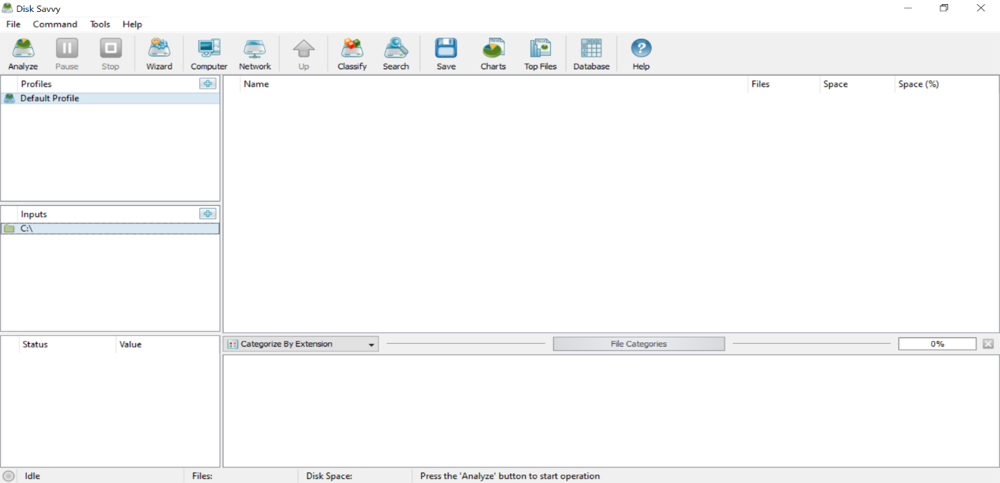 Disk Savvy
File Command Tools Help
Analyze Pause Stop Wizard Computer Network Up Classify Search Save Charts Top Files Database Help
Profiles
Default Profile
Name Files Space Space (%)
Inputs
C:\
Status Value
Categorize By Extension File Categories 0%
Idle Files: Disk Space: Press the 'Analyze' button to start operation